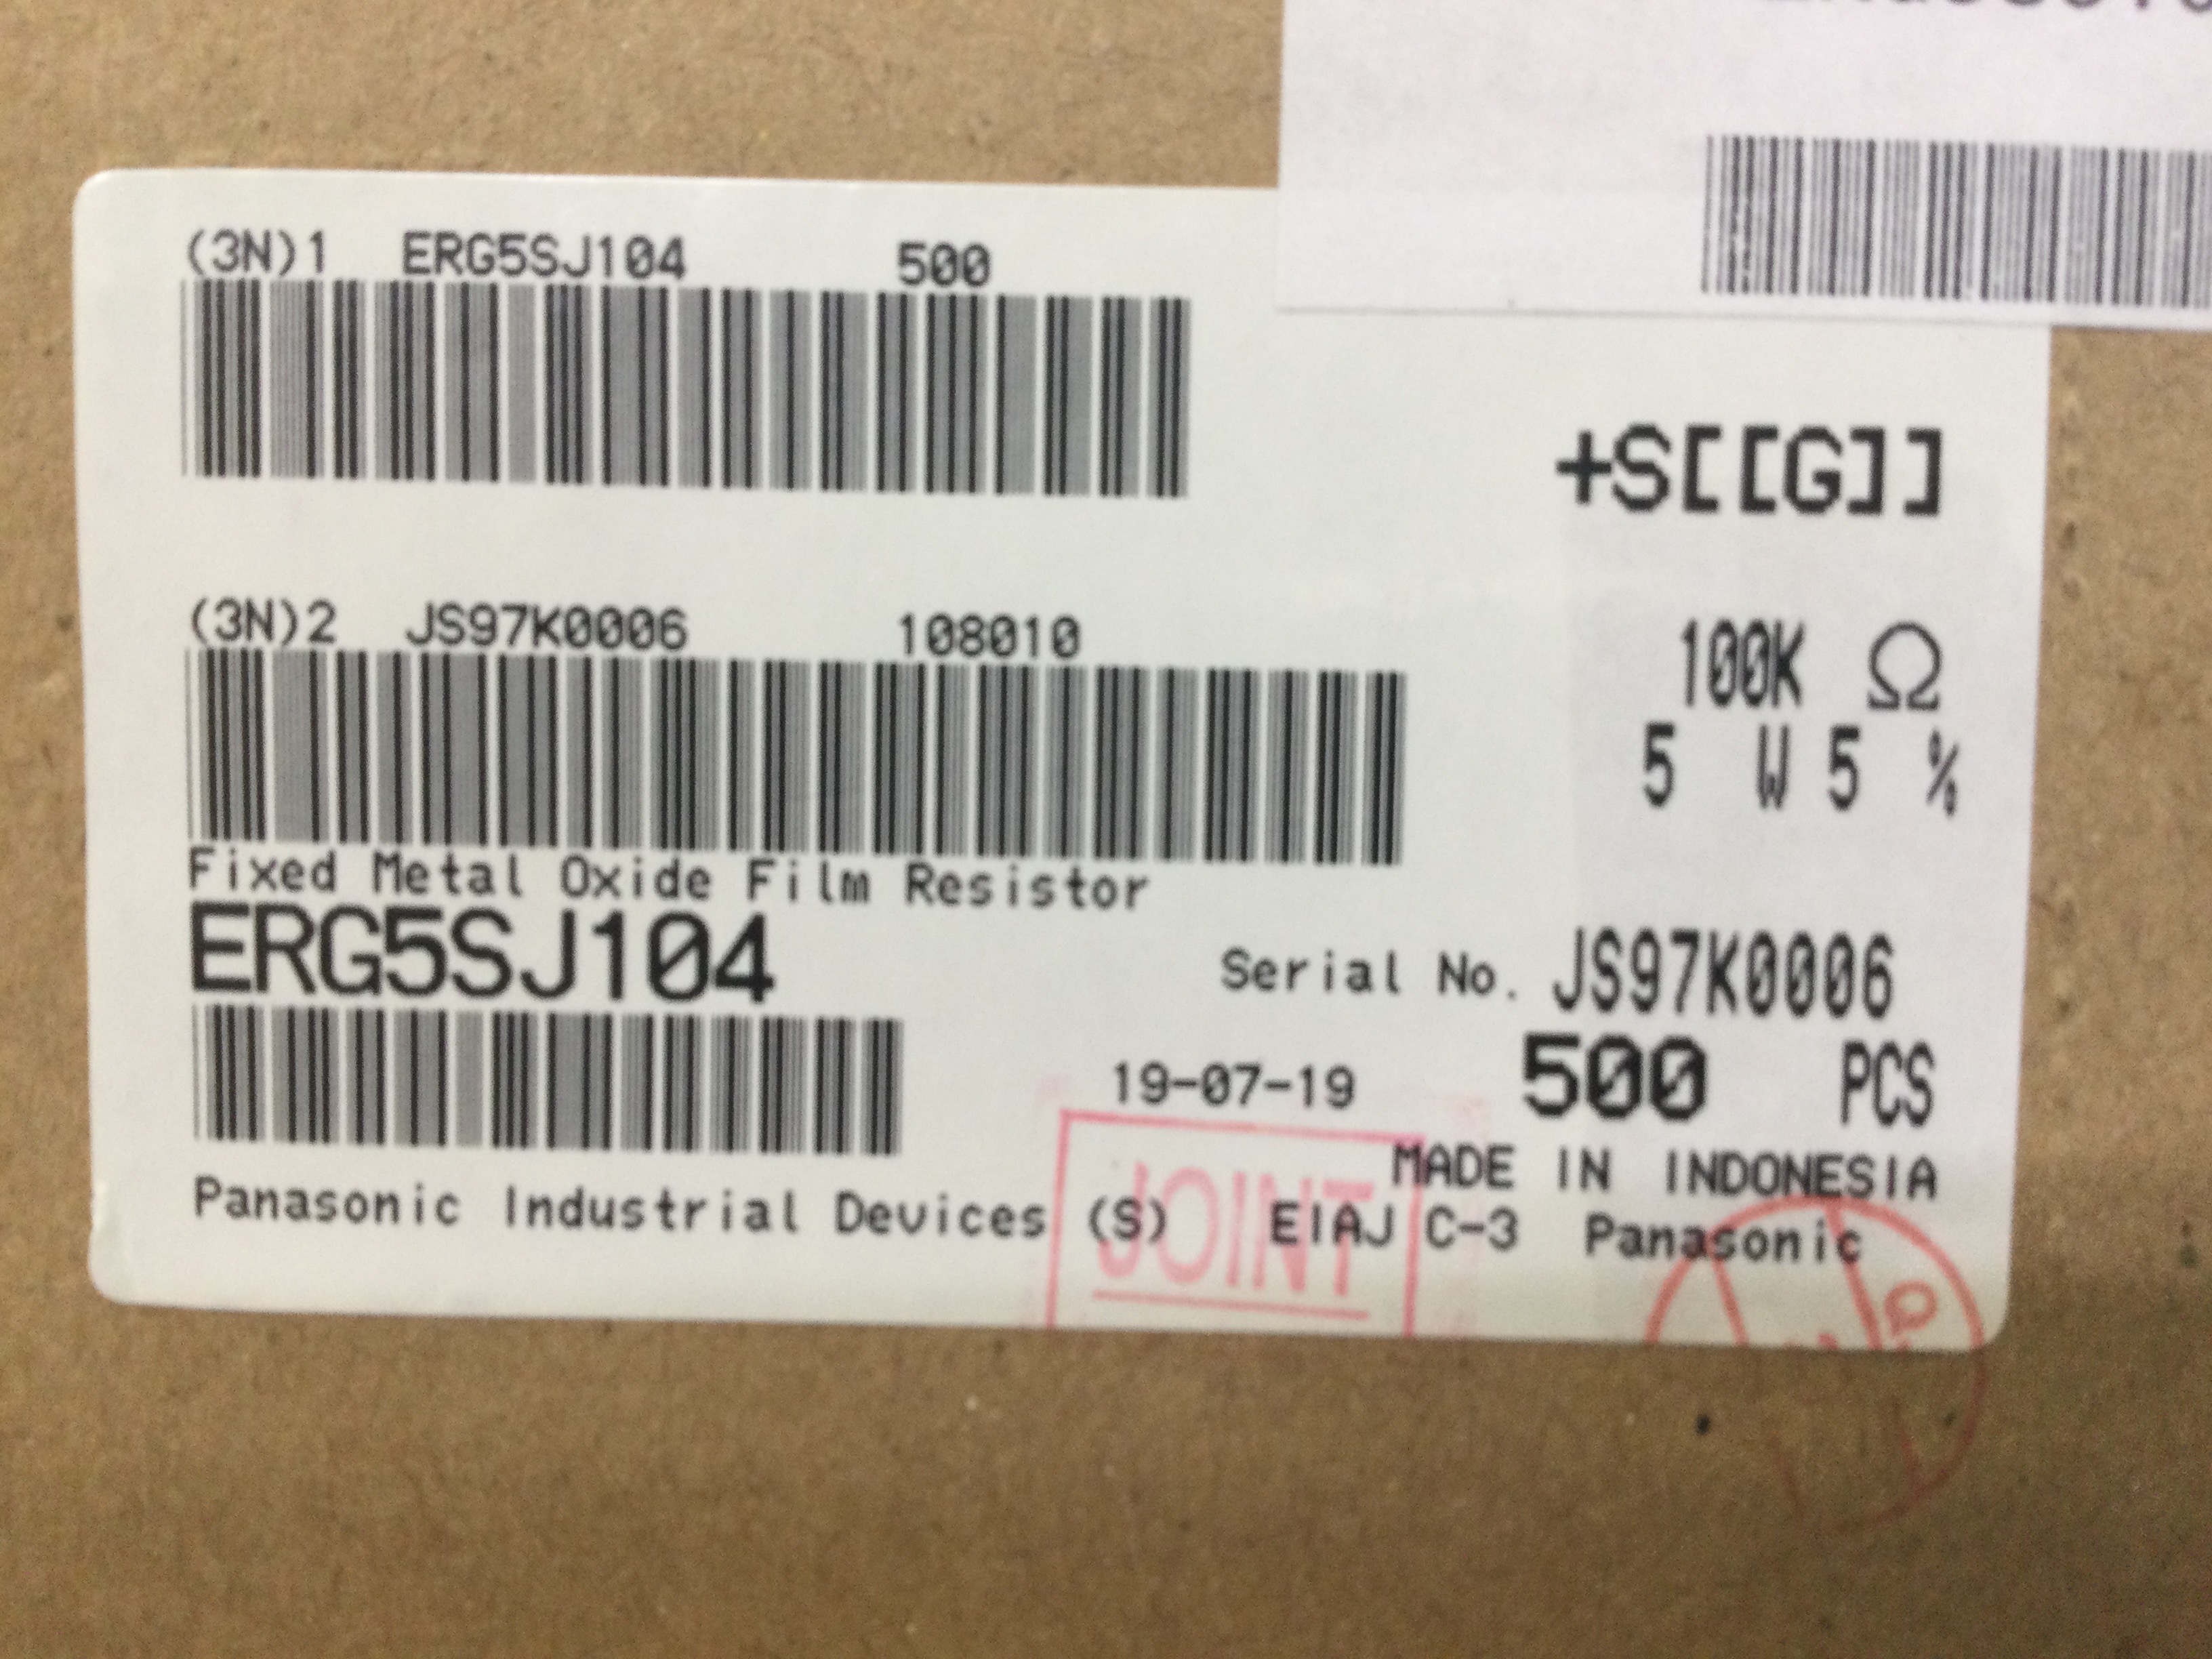 (3N)1 ERG5SJ104 500
+S[[G]]
(3N)2 JS97K0006 108010
100K Ω
5 W 5 %
Fixed Metal Oxide Film Resistor
ERG5SJ104
Serial No. JS97K0006
19-07-19 500 PCS
MADE IN INDONESIA
Panasonic Industrial Devices (S) EIAJ C-3 Panasonic
JOINT